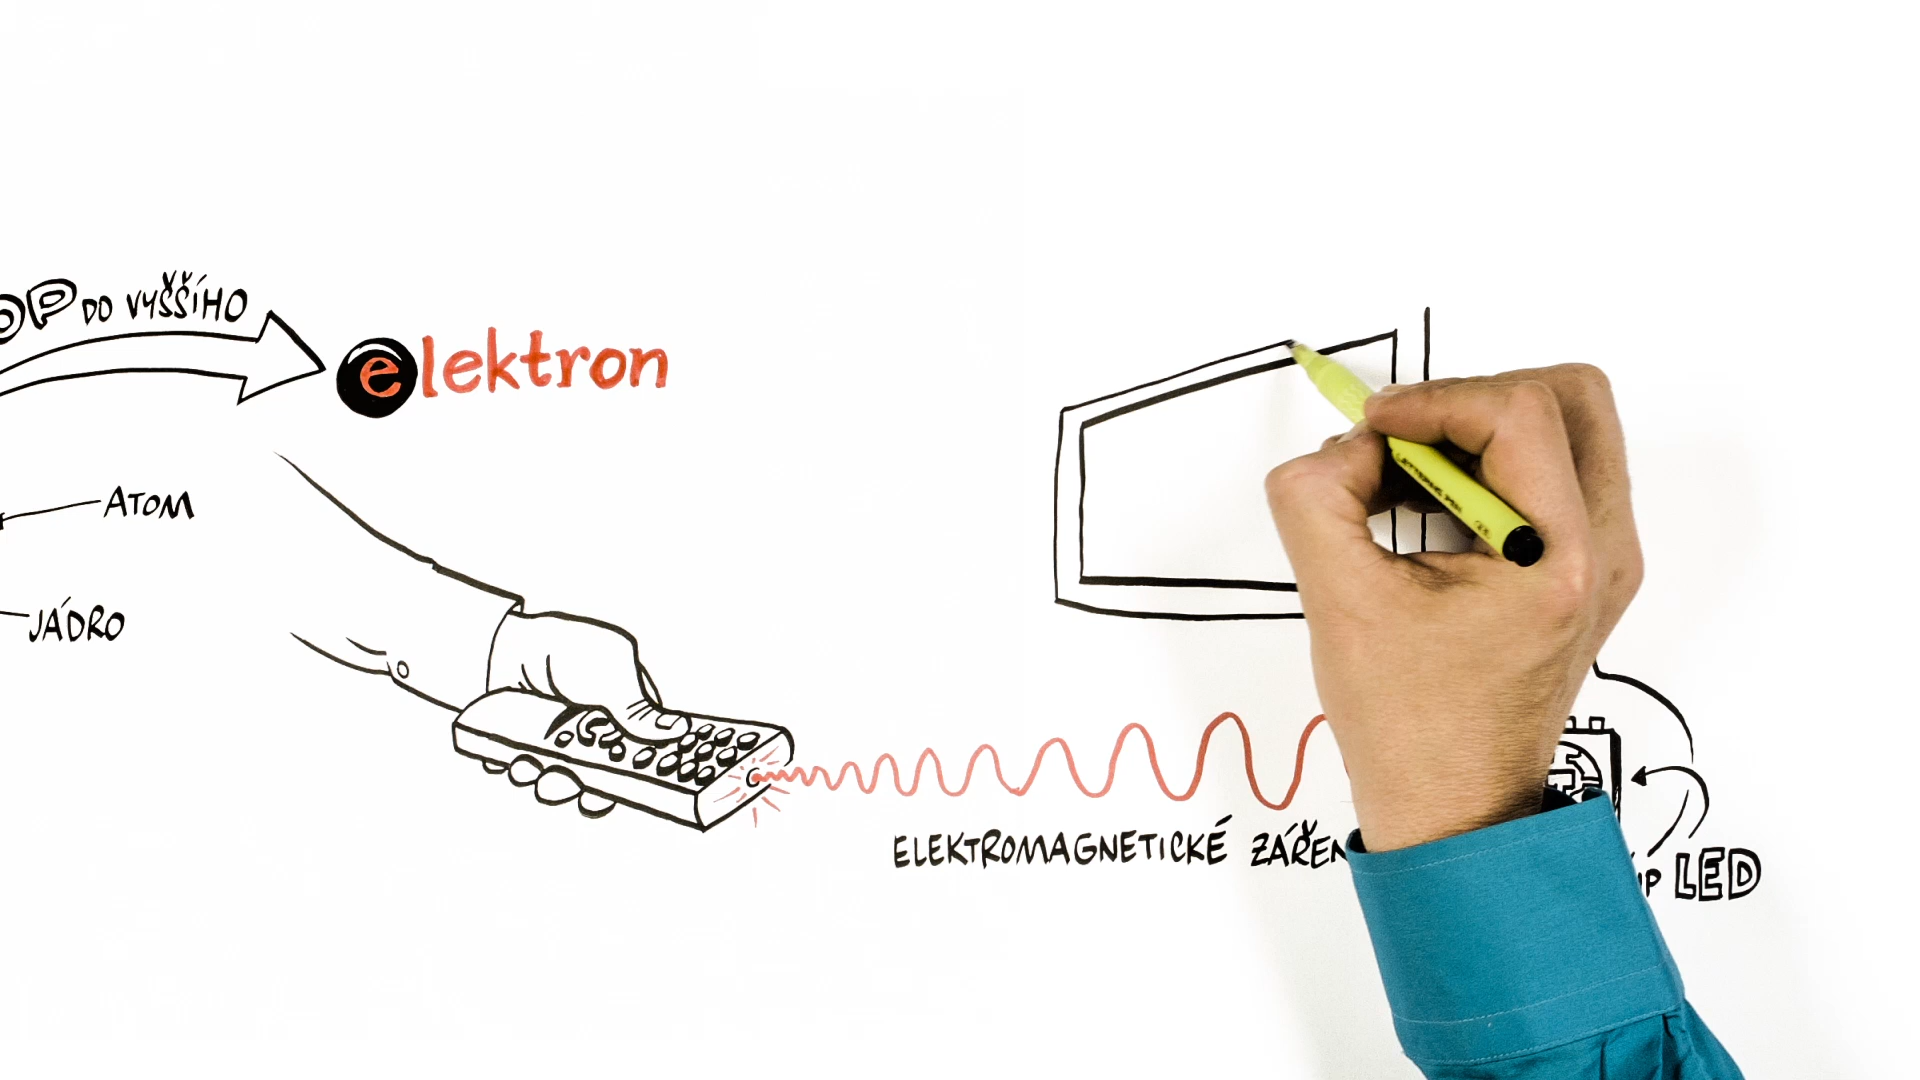 DO VYŠŠÍHO
elektron
ATOM
JÁDRO
ELEKTROMAGNETICKÉ
LED